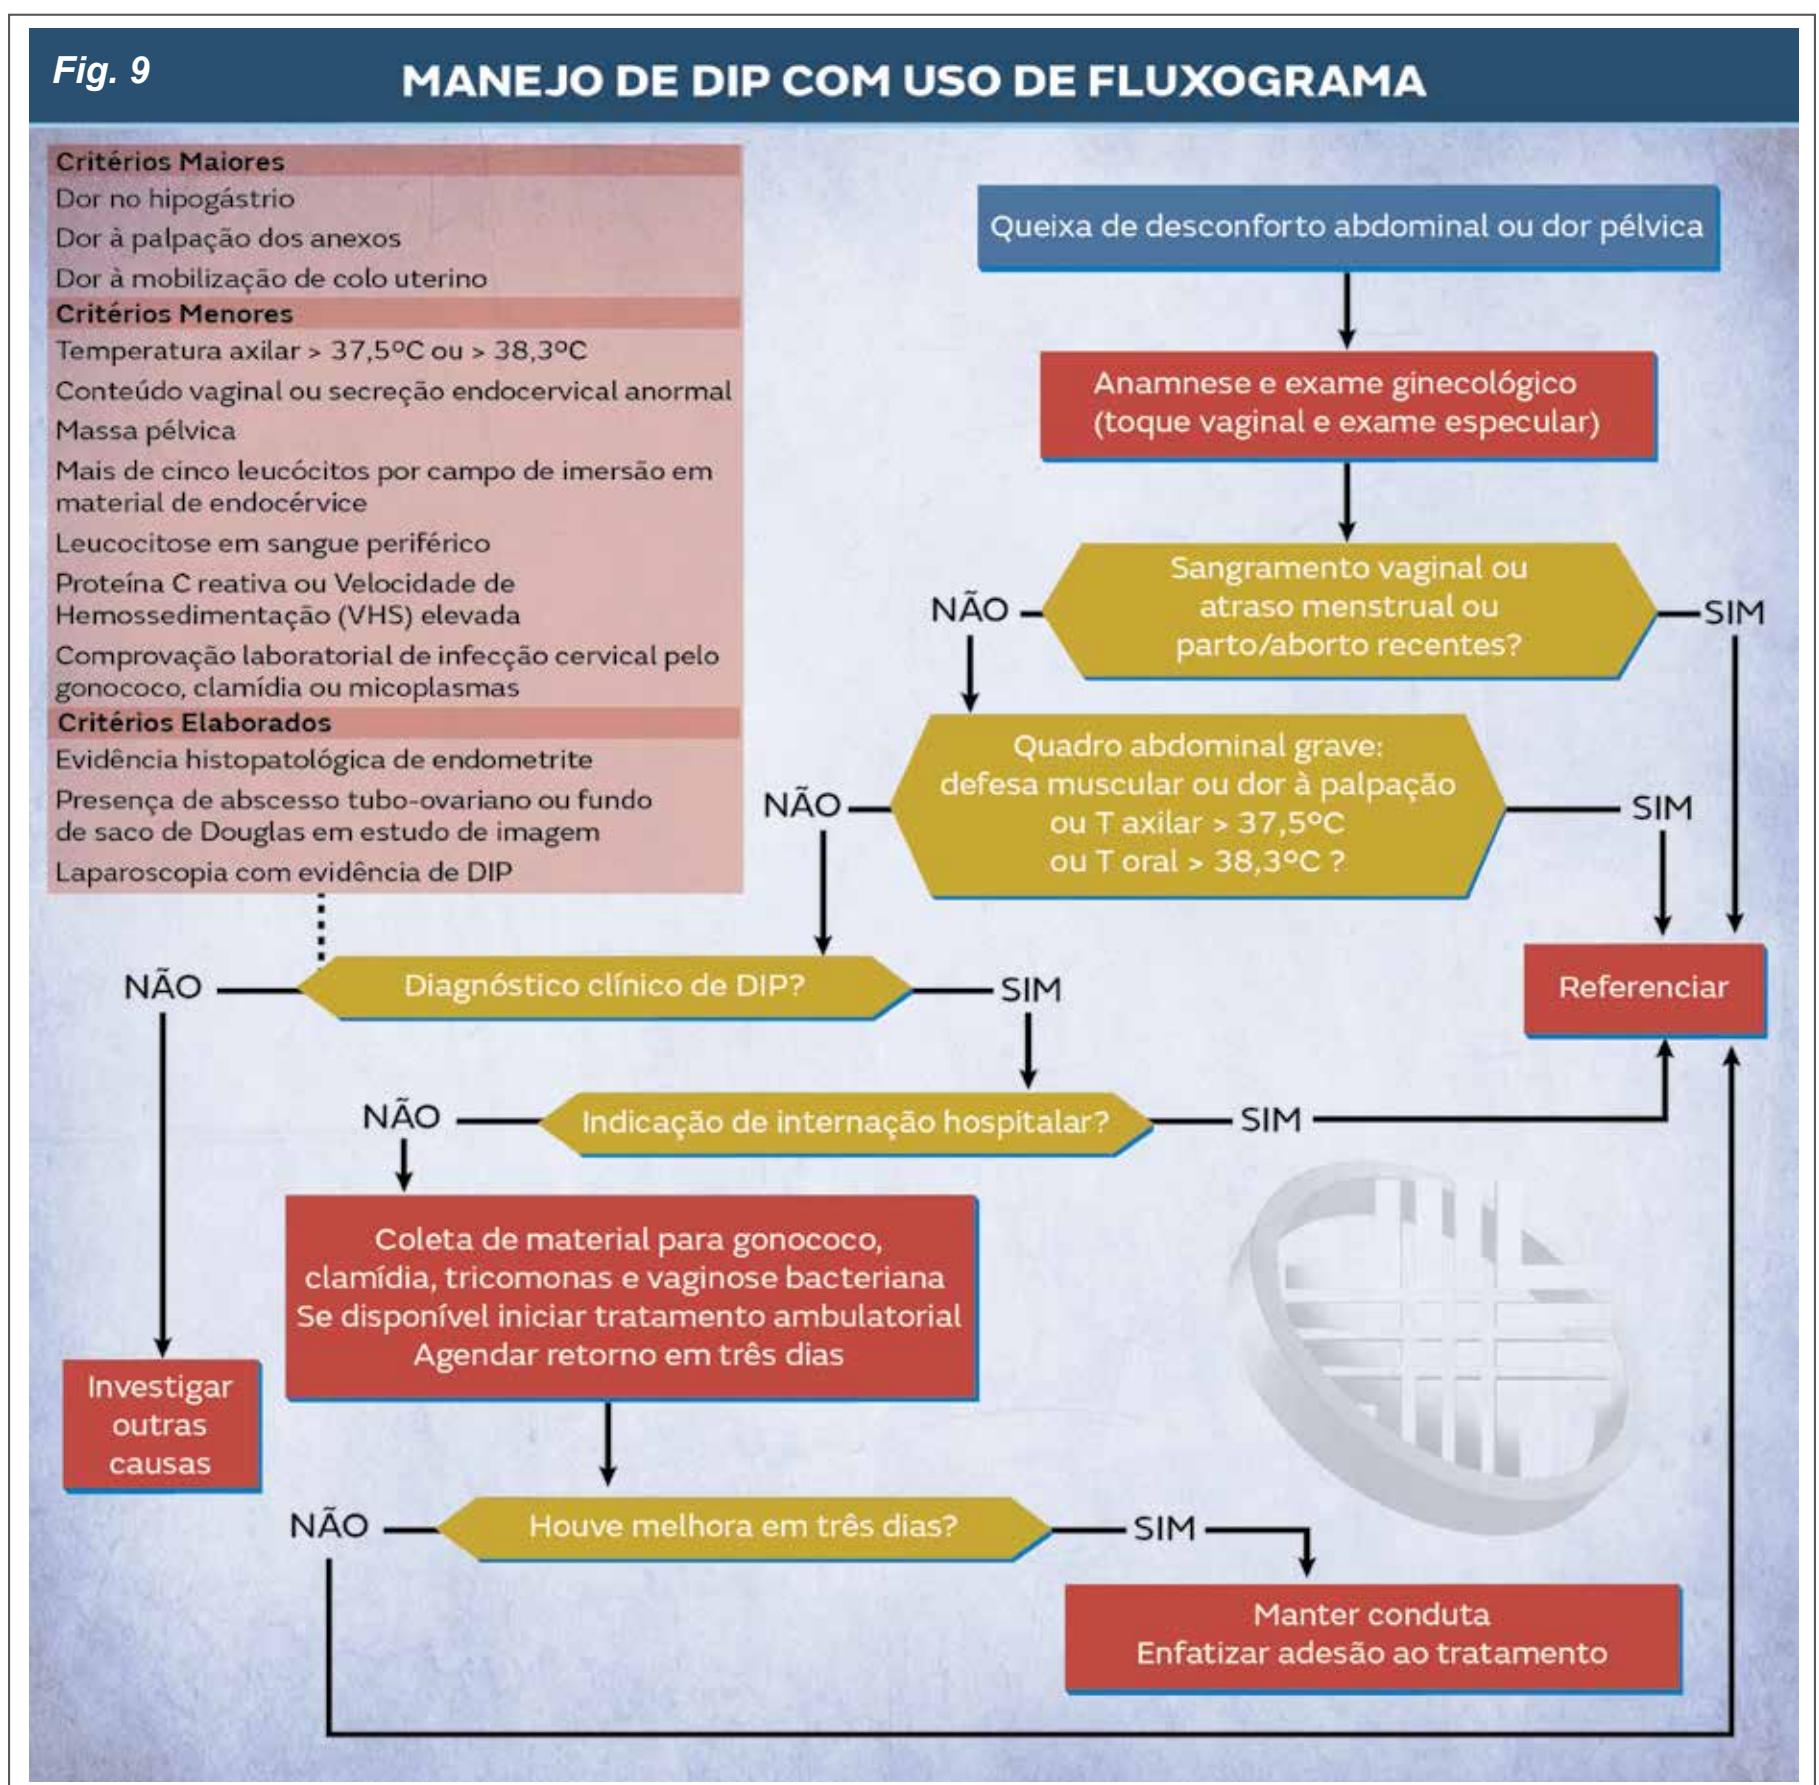 Fig. 9
MANEJO DE DIP COM USO DE FLUXOGRAMA
Critérios Maiores
Dor no hipogástrio
Dor à palpação dos anexos
Dor à mobilização de colo uterino
Critérios Menores
Temperatura axilar > 37,5ºC ou > 38,3ºC
Conteúdo vaginal ou secreção endocervical anormal
Massa pélvica
Mais de cinco leucócitos por campo de imersão em
material de endocérvice
Leucocitose em sangue periférico
Proteína C reativa ou Velocidade de
Hemossedimentação (VHS) elevada
Comprovação laboratorial de infecção cervical pelo
gonococo, clamídia ou micoplasmas
Critérios Elaborados
Evidência histopatológica de endometrite
Presença de abscesso tubo-ovariano ou fundo
de saco de Douglas em estudo de imagem
Laparoscopia com evidência de DIP
Queixa de desconforto abdominal ou dor pélvica
Anamnese e exame ginecológico
(toque vaginal e exame especular)
Sangramento vaginal ou
atraso menstrual ou
parto/aborto recentes?
NÃO
SIM
Quadro abdominal grave:
defesa muscular ou dor à palpação
ou T axilar > 37,5ºC
ou T oral > 38,3ºC ?
NÃO
SIM
Referenciar
Diagnóstico clínico de DIP?
NÃO
SIM
Indicação de internação hospitalar?
NÃO
SIM
Coleta de material para gonococo,
clamídia, tricomonas e vaginose bacteriana
Se disponível iniciar tratamento ambulatorial
Agendar retorno em três dias
Investigar
outras
causas
Houve melhora em três dias?
NÃO
SIM
Manter conduta
Enfatizar adesão ao tratamento